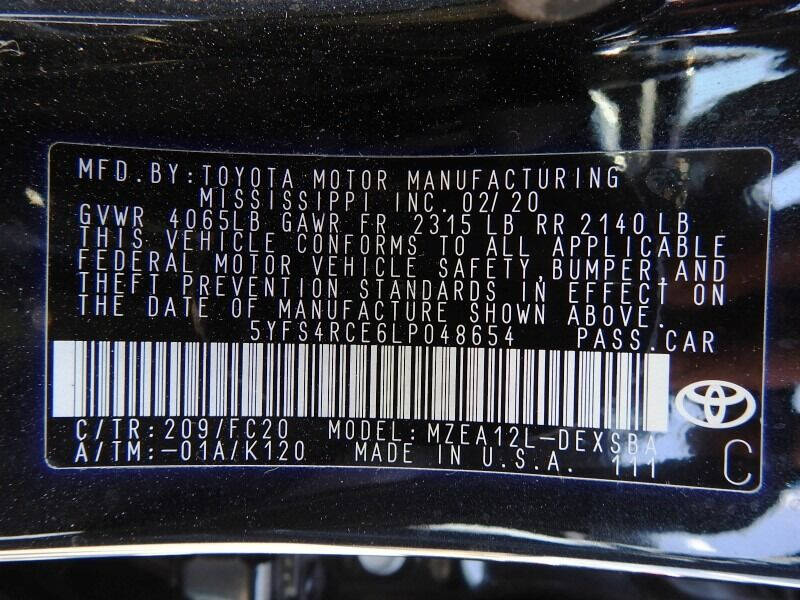 MFD.BY:TOYOTA MOTOR MANUFACTURING
MISSISSIPPI INC.02/20
GVWR 4065LB GAWR FR 2315 LB RR 2140 LB
THIS VEHICLE CONFORMS TO ALL APPLICABLE
FEDERAL MOTOR VEHICLE SAFETY,BUMPER,AND
THEFT PREVENTION STANDARDS IN EFFECT ON
THE DATE OF MANUFACTURE SHOWN ABOVE.
5YFS4RCE6LP048654 PASS.CAR
C/TR:209/FC20 MODEL:MZEA12L-DEXSBA
A/TM:-01A/K120 MADE IN U.S.A. 111
C